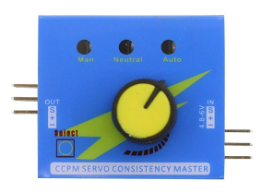 Man Neutral Auto
OUT
IN
4.8-6V
- + S
- + S
Select
CCPM SERVO CONSISTENCY MASTER